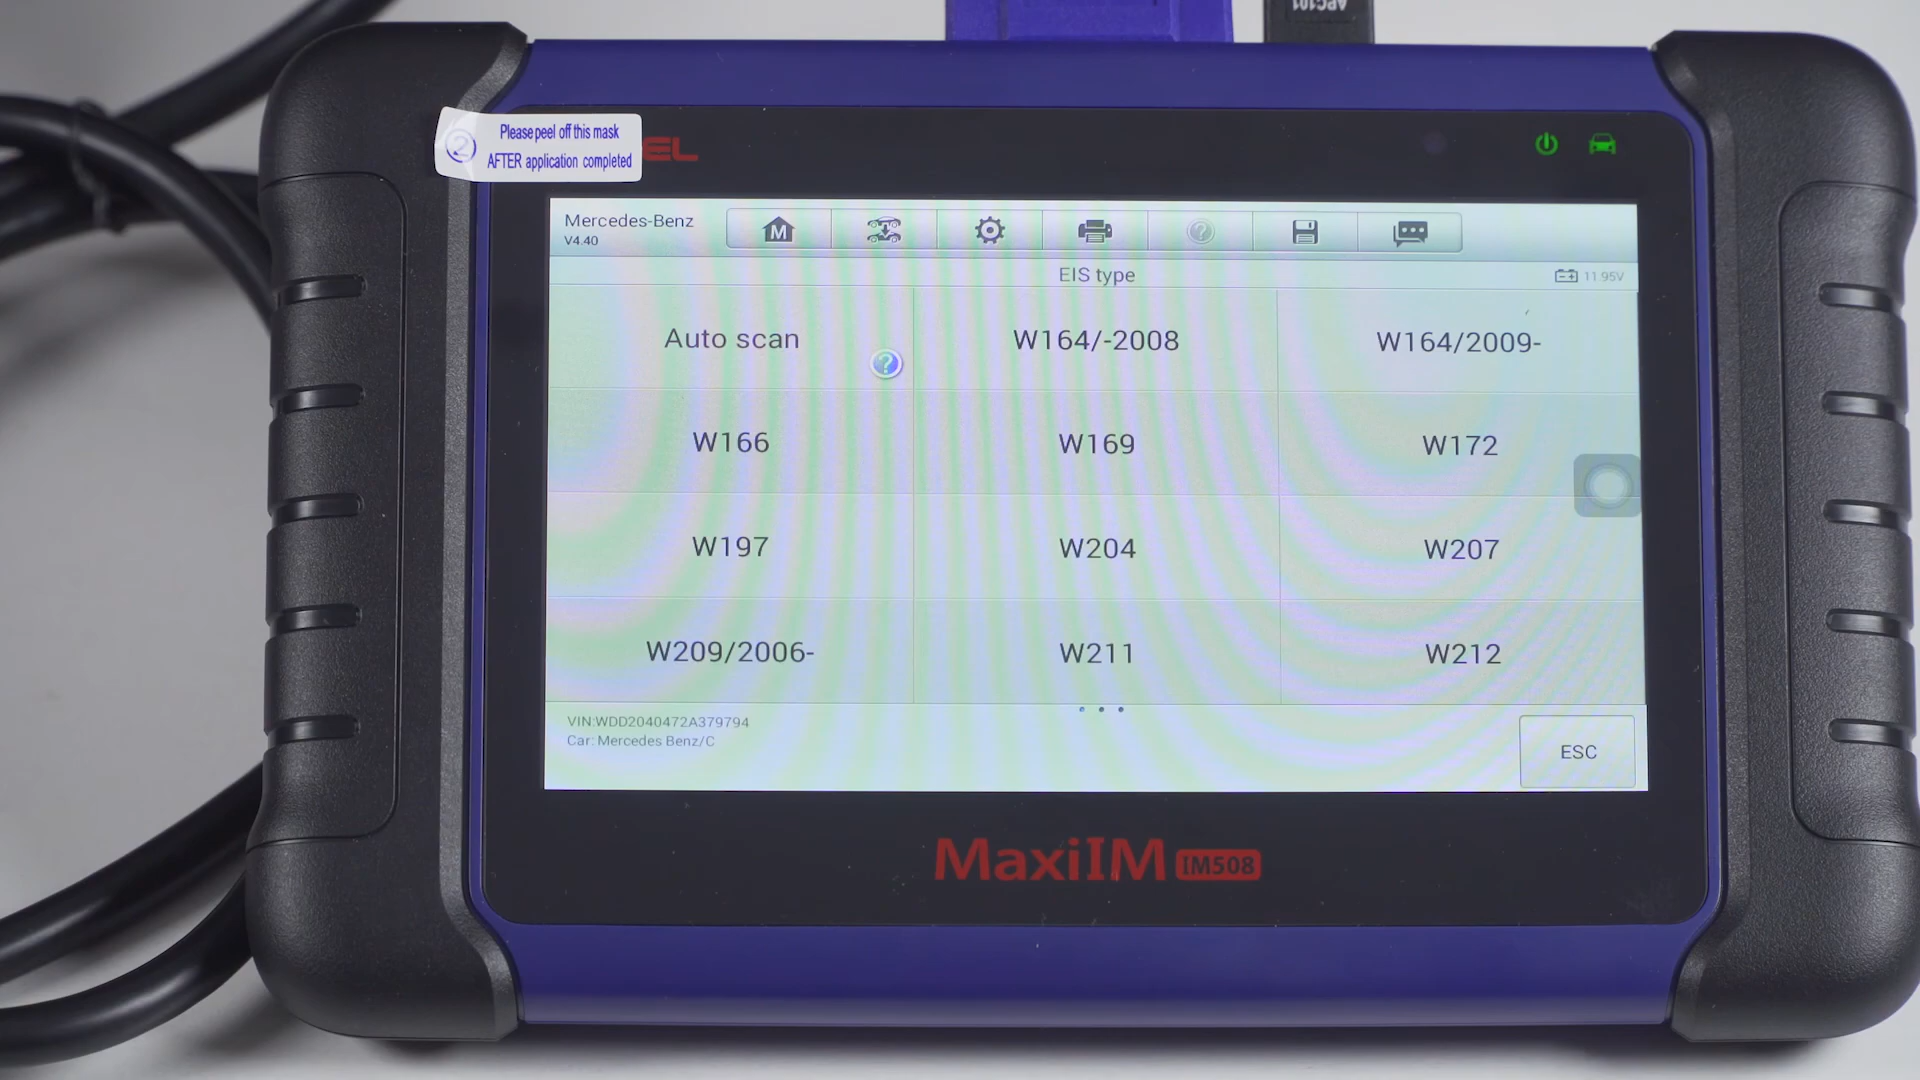 APC101
Please peel off this mask
2
AFTER application completed
EL
Mercedes-Benz
V4.40
M
?
EIS type
11.95V
Auto scan
?
W164/-2008
W164/2009-
W166
W169
W172
W197
W204
W207
W209/2006-
W211
W212
VIN:WDD2040472A379794
Car: Mercedes Benz/C
ESC
MaxiIM IM508